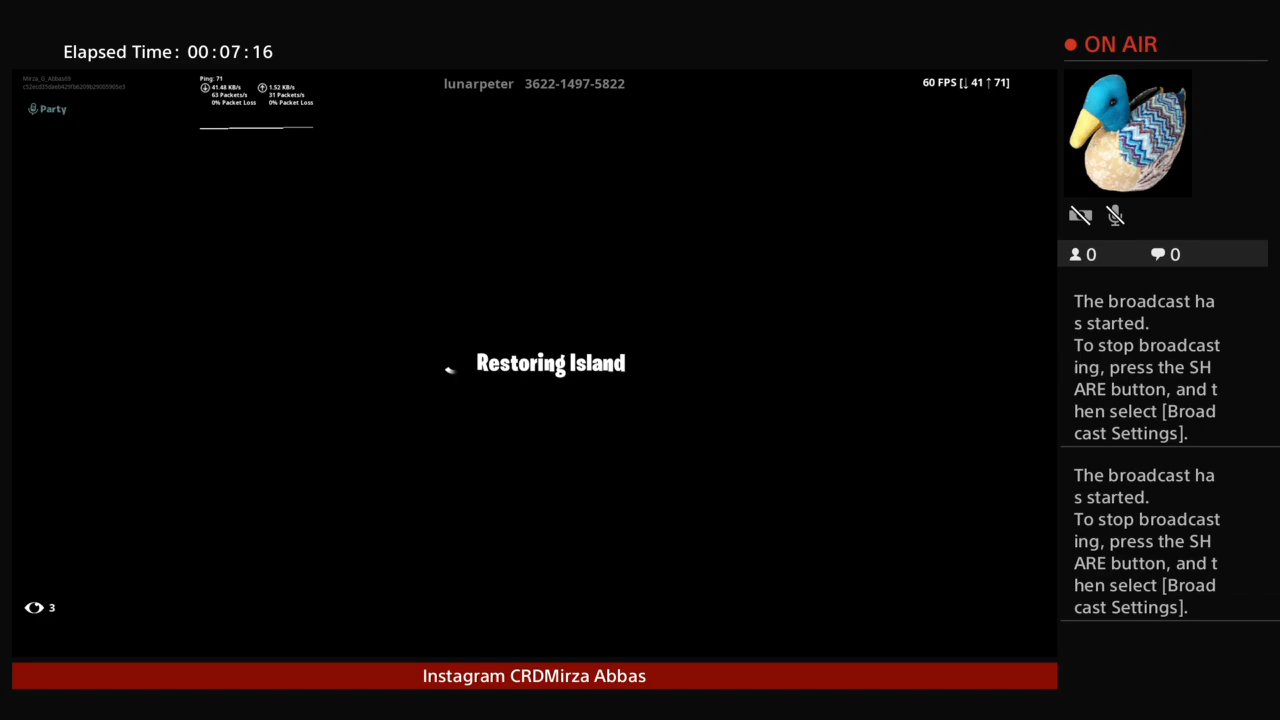 Elapsed Time: 00:07:16
ON AIR
Mirza_G_Abbas69
Party
Ping: 71
41.48 KB/s
63 Packets/s
0% Packet Loss
1.52 KB/s
31 Packets/s
0% Packet Loss
lunarpeter 3622-1497-5822
60 FPS [↓ 41 ↑ 71]
0
0
The broadcast ha
s started.
To stop broadcast
ing, press the SH
ARE button, and t
hen select [Broad
cast Settings].
The broadcast ha
s started.
To stop broadcast
ing, press the SH
ARE button, and t
hen select [Broad
cast Settings].
Restoring Island
3
Instagram CRDMirza Abbas